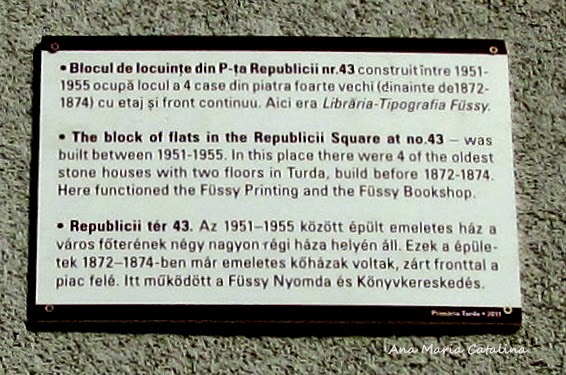 • Blocul de locuințe din P-ța Republicii nr.43 construit între 1951-
1955 ocupă locul a 4 case din piatra foarte vechi (dinainte de1872-
1874) cu etaj și front continuu. Aici era Librăria-Tipografia Füssy.
• The block of flats in the Republicii Square at no.43 – was
built between 1951-1955. In this place there were 4 of the oldest
stone houses with two floors in Turda, build before 1872-1874.
Here functioned the Füssy Printing and the Füssy Bookshop.
• Republicii tér 43. Az 1951–1955 között épült emeletes ház a
város főterének négy nagyon régi háza helyén áll. Ezek a épüle-
tek 1872–1874-ben már emeletes kőházak voltak, zárt fronttal a
piac felé. Itt működött a Füssy Nyomda és Könyvkereskedés.
Primăria Turda • 2011
Ana Maria Catalina